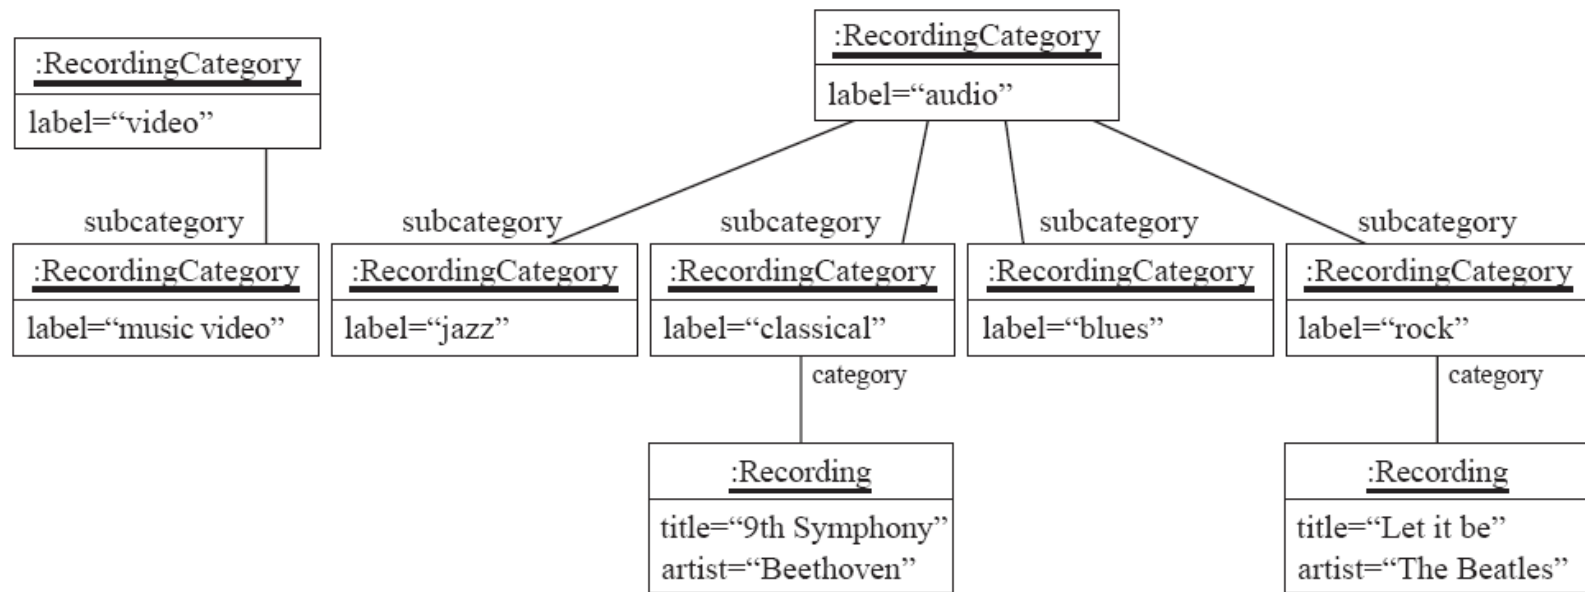 :RecordingCategory
label=“video”
:RecordingCategory
label=“audio”
subcategory
subcategory
subcategory
subcategory
subcategory
:RecordingCategory
label=“music video”
:RecordingCategory
label=“jazz”
:RecordingCategory
label=“classical”
:RecordingCategory
label=“blues”
:RecordingCategory
label=“rock”
category
category
:Recording
title=“9th Symphony”
artist=“Beethoven”
:Recording
title=“Let it be”
artist=“The Beatles”